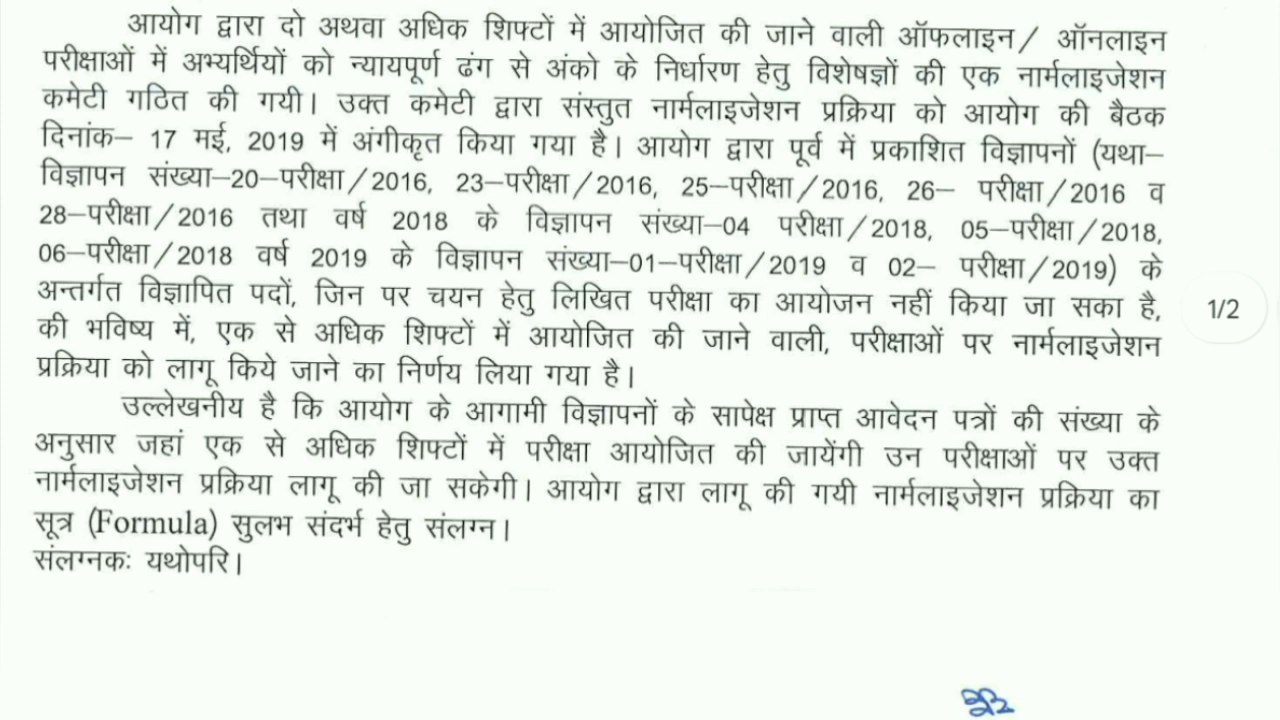 आयोग द्वारा दो अथवा अधिक शिफ्टों में आयोजित की जाने वाली ऑफलाइन/ ऑनलाइन
परीक्षाओं में अभ्यर्थियों को न्यायपूर्ण ढंग से अंको के निर्धारण हेतु विशेषज्ञों की एक नार्मलाइजेशन
कमेटी गठित की गयी। उक्त कमेटी द्वारा संस्तुत नार्मलाइजेशन प्रक्रिया को आयोग की बैठक
दिनांक– 17 मई, 2019 में अंगीकृत किया गया है। आयोग द्वारा पूर्व में प्रकाशित विज्ञापनों (यथा–
विज्ञापन संख्या–20–परीक्षा/2016, 23–परीक्षा/2016, 25–परीक्षा/2016, 26– परीक्षा/2016 व
28–परीक्षा/2016 तथा वर्ष 2018 के विज्ञापन संख्या–04 परीक्षा/2018, 05–परीक्षा/2018,
06–परीक्षा/2018 वर्ष 2019 के विज्ञापन संख्या–01–परीक्षा/2019 व 02– परीक्षा/2019) के
अन्तर्गत विज्ञापित पदों, जिन पर चयन हेतु लिखित परीक्षा का आयोजन नहीं किया जा सका है,
की भविष्य में, एक से अधिक शिफ्टों में आयोजित की जाने वाली, परीक्षाओं पर नार्मलाइजेशन
प्रक्रिया को लागू किये जाने का निर्णय लिया गया है।
उल्लेखनीय है कि आयोग के आगामी विज्ञापनों के सापेक्ष प्राप्त आवेदन पत्रों की संख्या के
अनुसार जहां एक से अधिक शिफ्टों में परीक्षा आयोजित की जायेंगी उन परीक्षाओं पर उक्त
नार्मलाइजेशन प्रक्रिया लागू की जा सकेगी। आयोग द्वारा लागू की गयी नार्मलाइजेशन प्रक्रिया का
सूत्र (Formula) सुलभ संदर्भ हेतु संलग्न।
संलग्नकः यथोपरि।
1/2